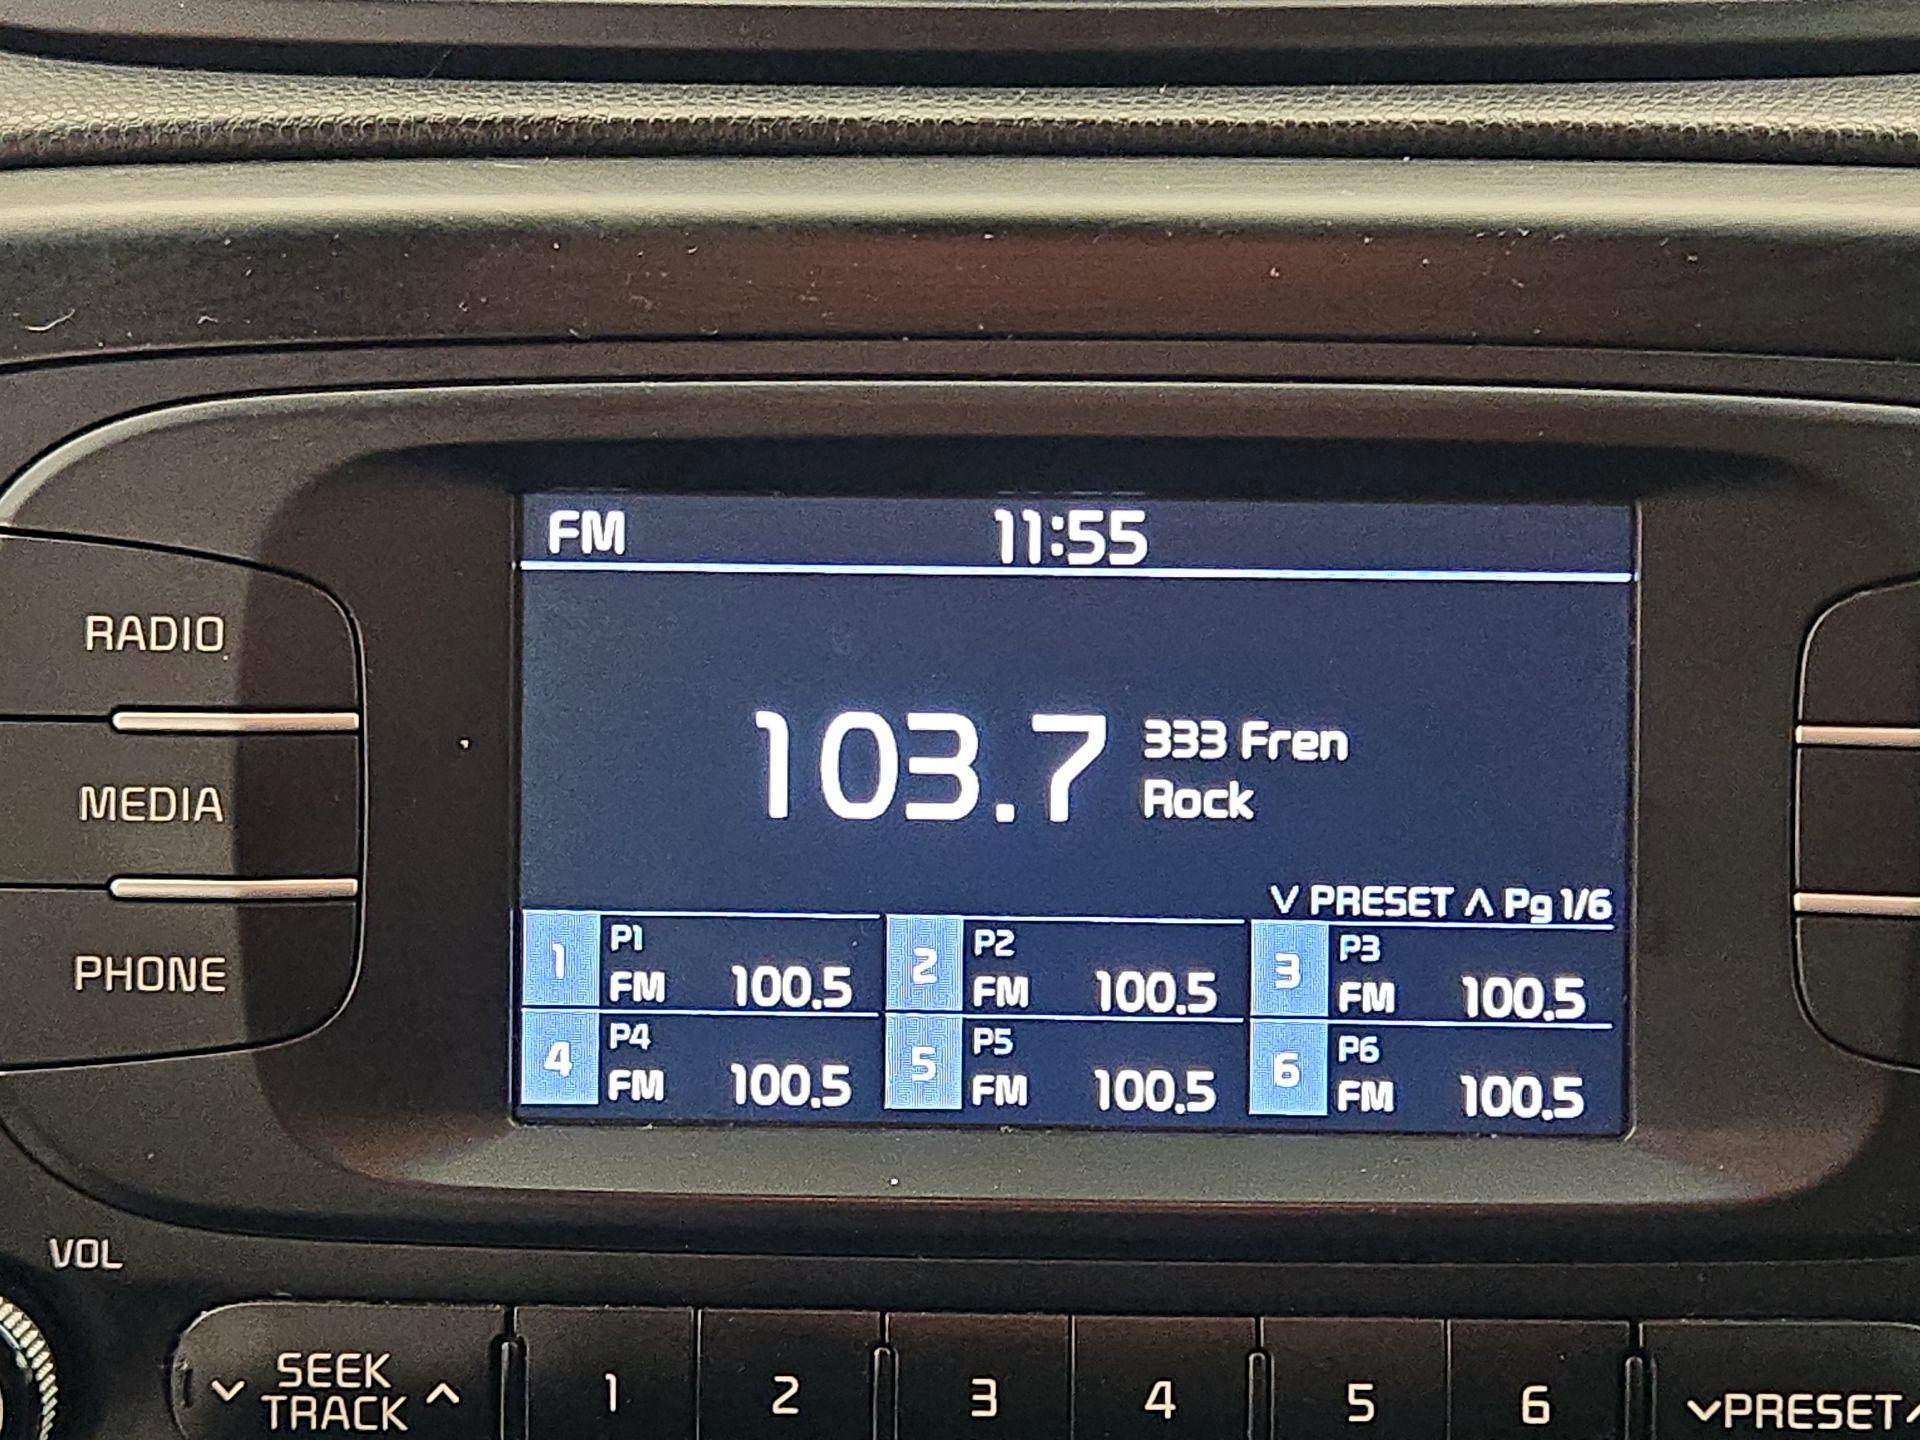 FM 11:55
RADIO
103.7 333 Fren
Rock
MEDIA
∨ PRESET ∧ Pg 1/6
1 P1 FM 100.5
2 P2 FM 100.5
3 P3 FM 100.5
PHONE
4 P4 FM 100.5
5 P5 FM 100.5
6 P6 FM 100.5
VOL
∨ SEEK TRACK ∧
1 2 3 4 5 6
∨PRESET∧